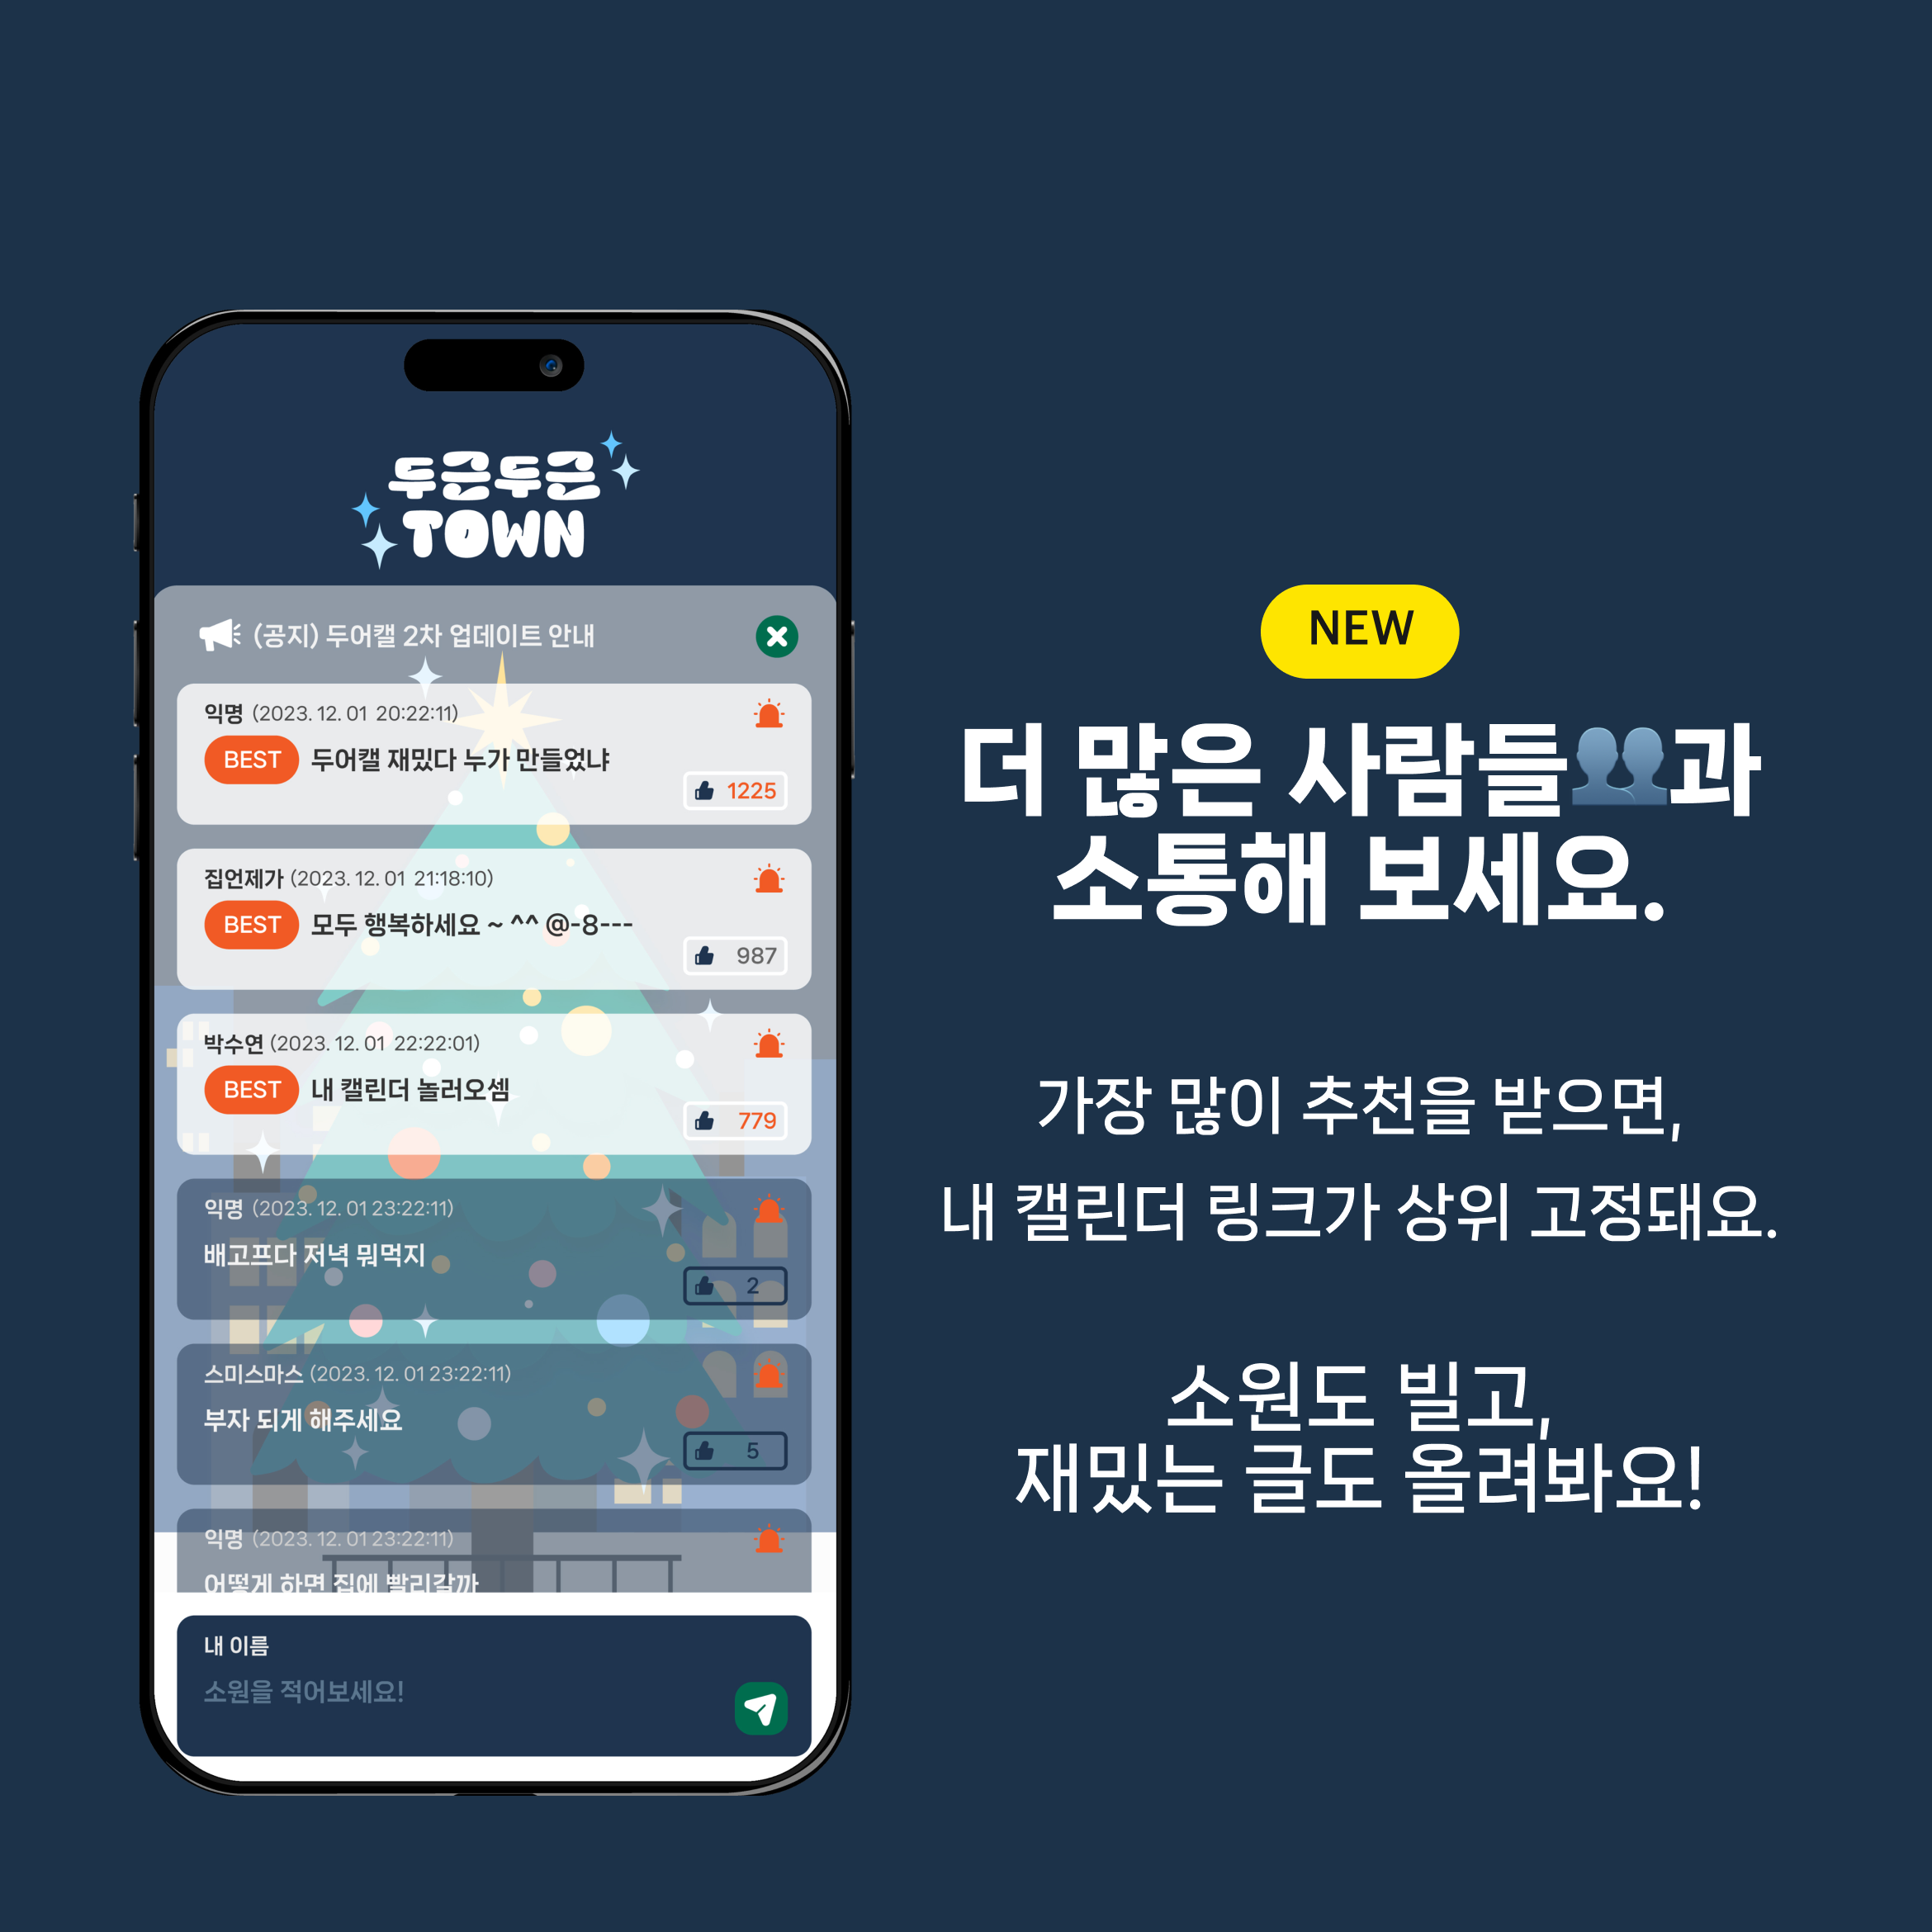 두근두근
TOWN
(공지) 두어캘 2차 업데이트 안내
익명 (2023. 12. 01 20:22:11)
BEST 두어캘 재밌다 누가 만들었냐
1225
집언제가 (2023. 12. 01 21:18:10)
BEST 모두 행복하세요 ~ ^^ @-8---
987
박수연 (2023. 12. 01 22:22:01)
BEST 내 캘린더 놀러오셈
779
익명 (2023. 12. 01 23:22:11)
배고프다 저녁 뭐먹지
2
스미스마스 (2023. 12. 01 23:22:11)
부자 되게 해주세요
5
익명 (2023. 12. 01 23:22:11)
어떻게 하면 집에 빨리갈까
내 이름
소원을 적어보세요!
NEW
더 많은 사람들👥과
소통해 보세요.
가장 많이 추천을 받으면,
내 캘린더 링크가 상위 고정돼요.
소원도 빌고,
재밌는 글도 올려봐요!